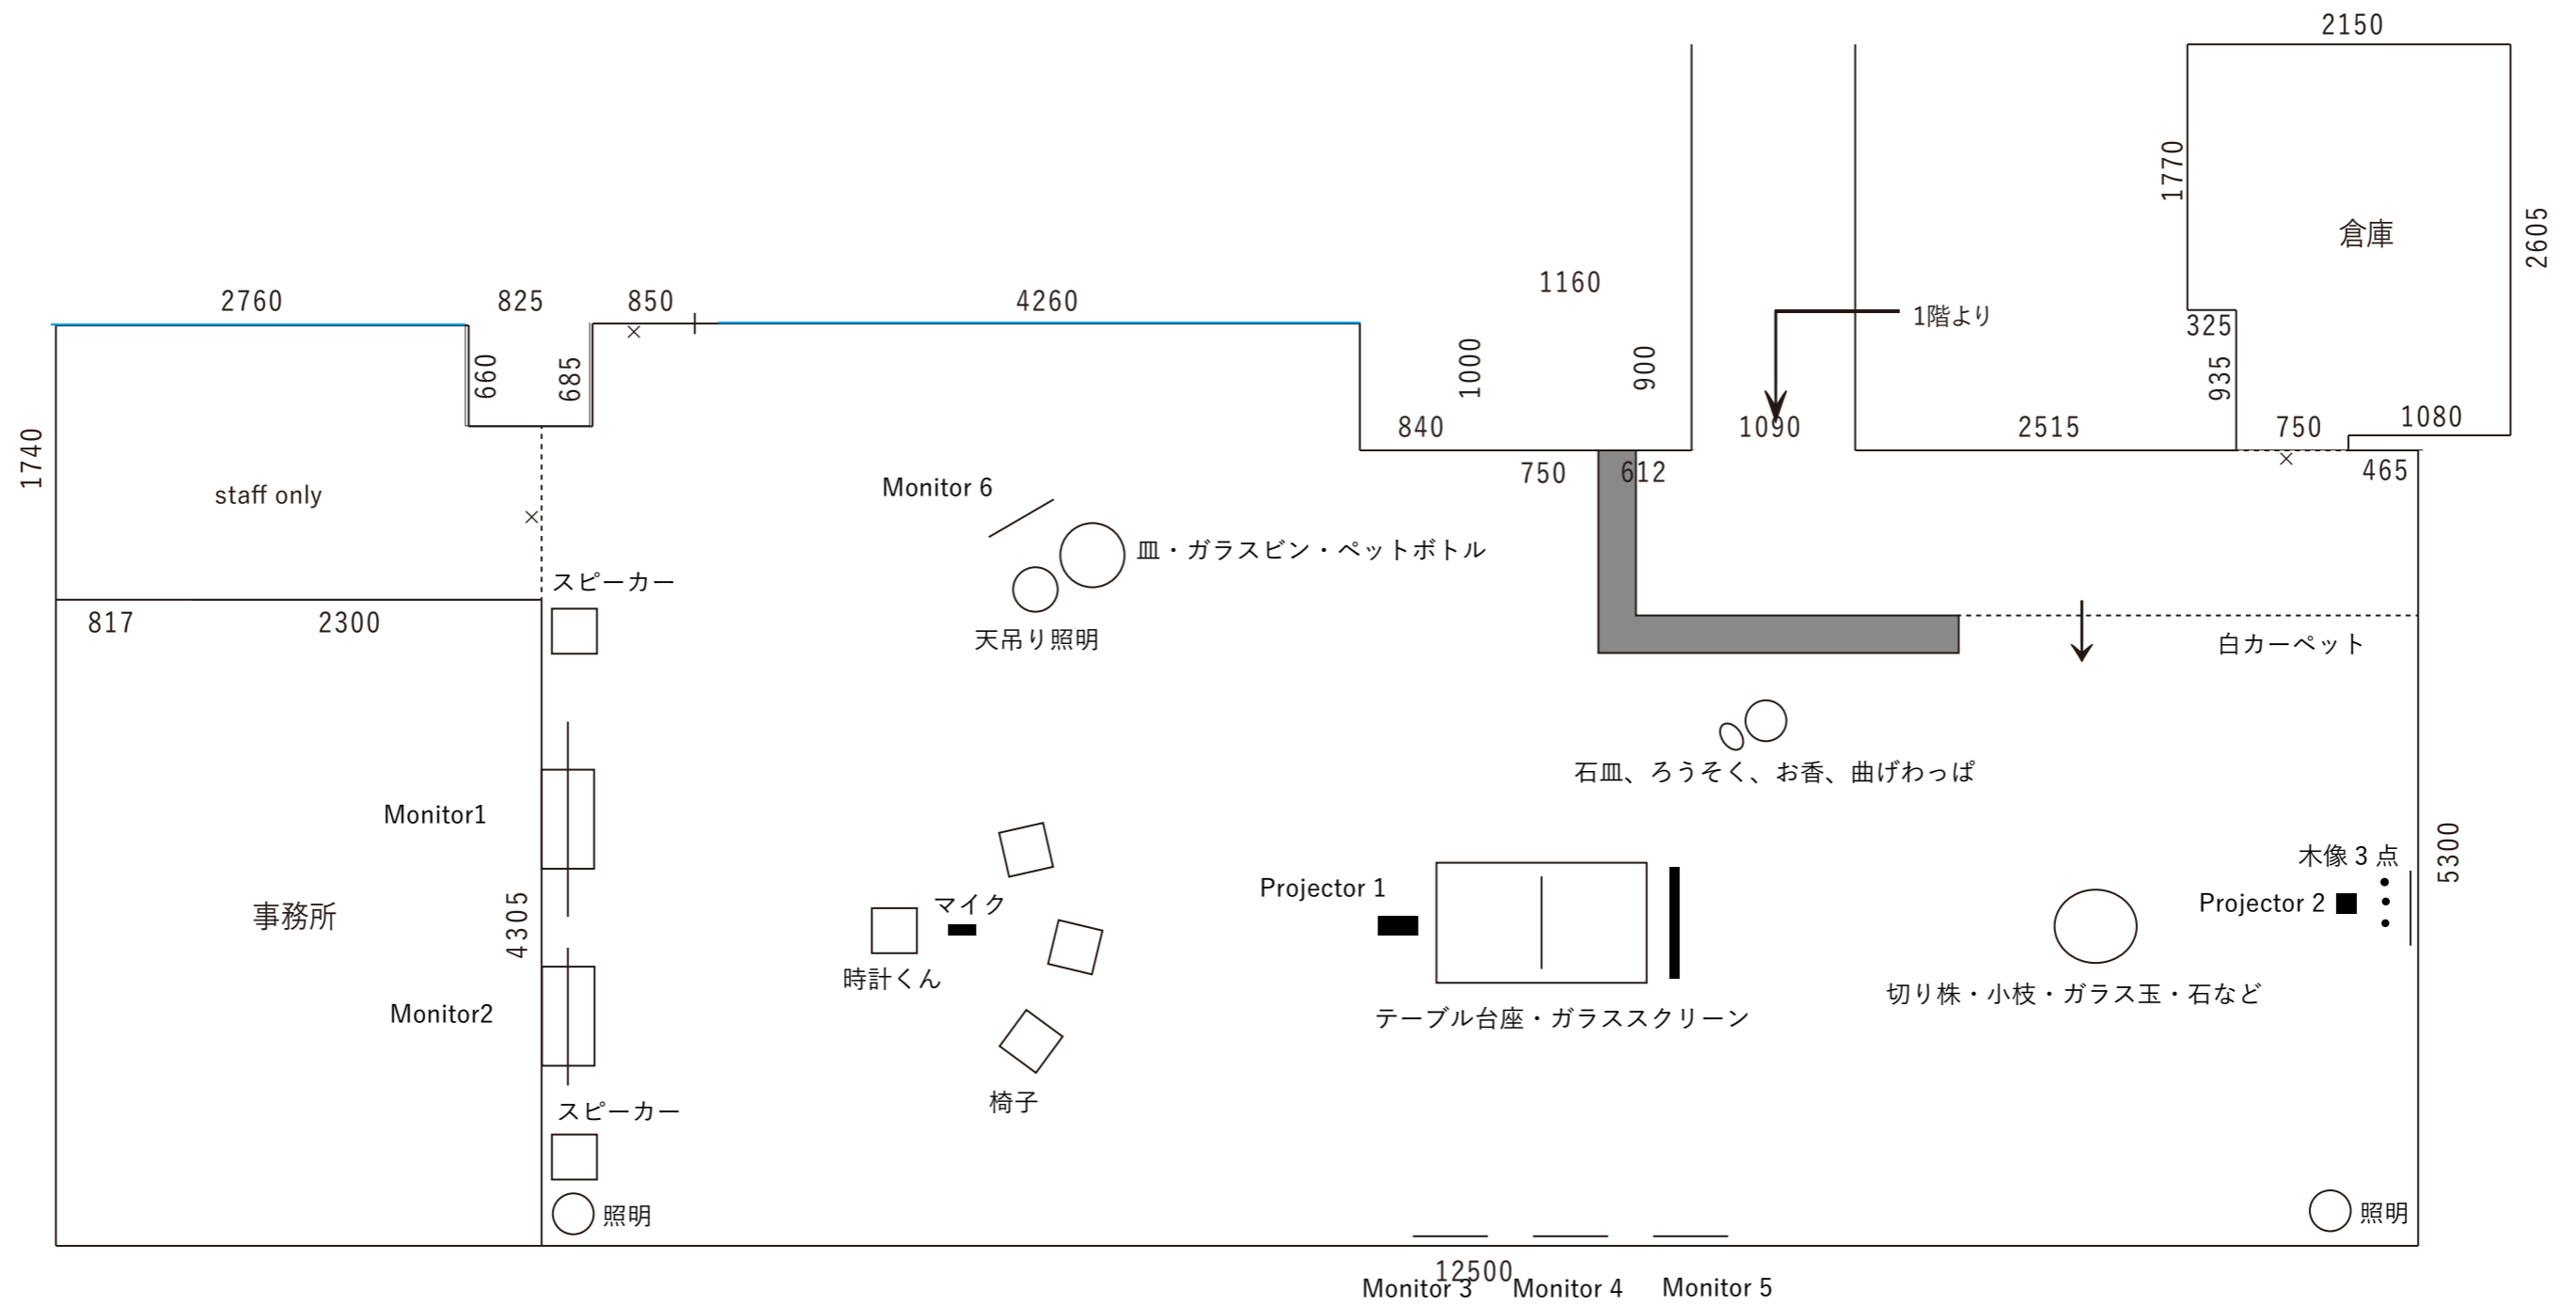 2150
1770
倉庫
2605
2760
825
850
4260
1160
1階より
325
660
685
1000
900
935
840
1090
2515
750
1080
1740
750
612
465
staff only
Monitor 6
皿・ガラスビン・ペットボトル
スピーカー
817
2300
天吊り照明
白カーペット
石皿、ろうそく、お香、曲げわっぱ
Monitor1
5300
木像 3 点
Projector 1
Projector 2
事務所
4305
マイク
時計くん
切り株・小枝・ガラス玉・石など
Monitor2
テーブル台座・ガラススクリーン
椅子
スピーカー
照明
照明
12500
Monitor 3
Monitor 4
Monitor 5